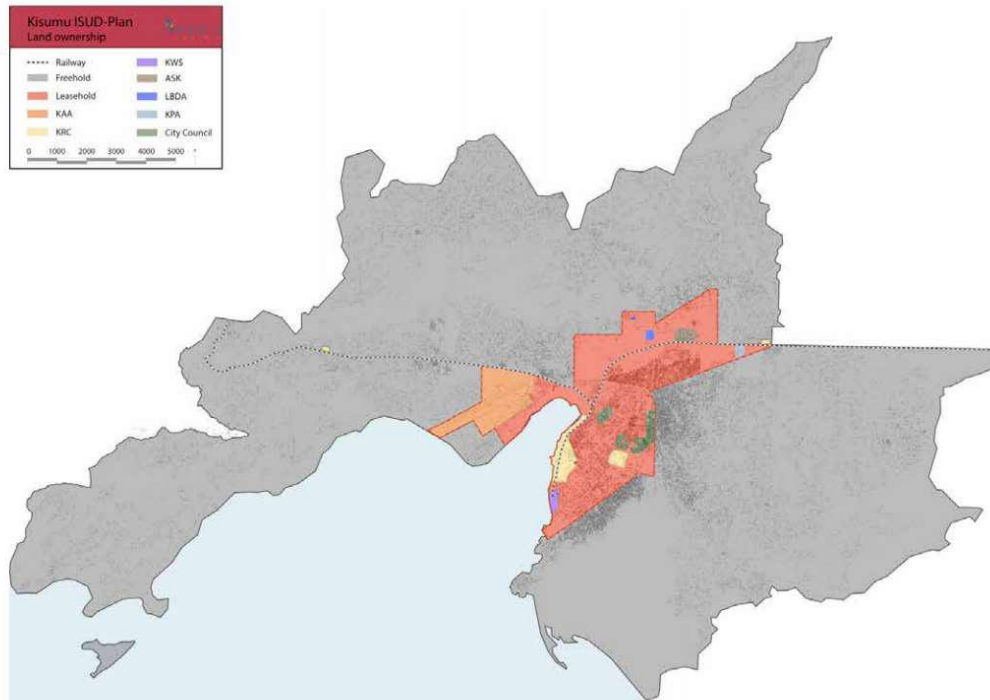 Kisumu ISUD-Plan
Land ownership
Railway
Freehold
Leasehold
KAA
KRC
KWS
ASK
LBDA
KPA
City Council
0 1000 2000 3000 4000 5000